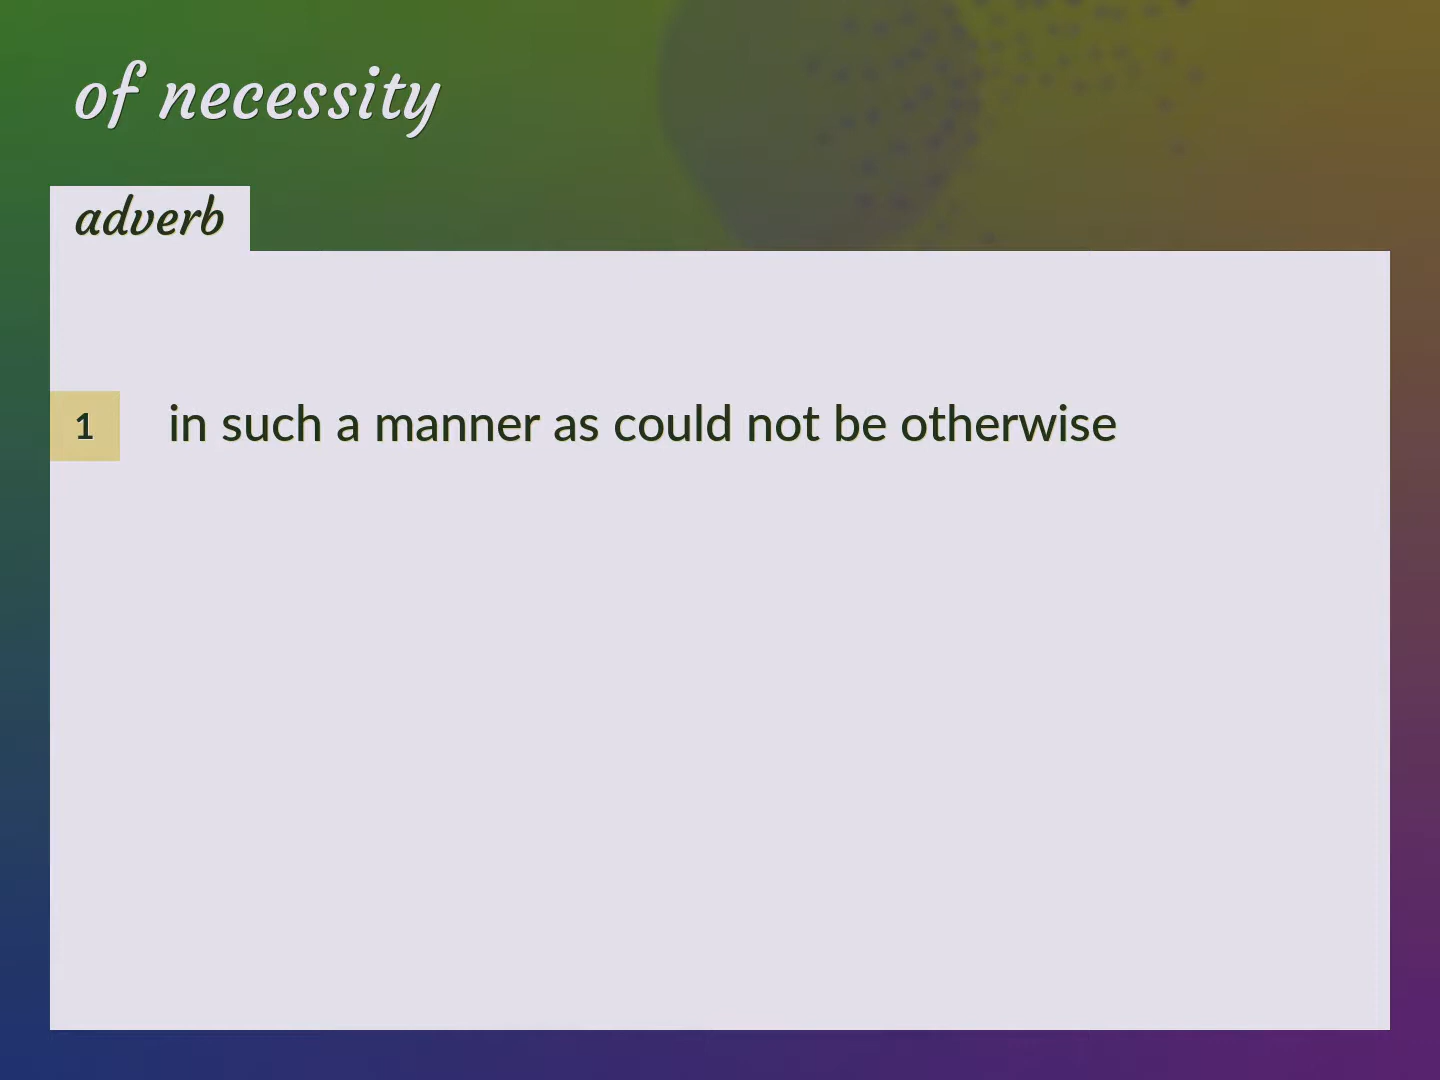 of necessity
adverb
1 in such a manner as could not be otherwise